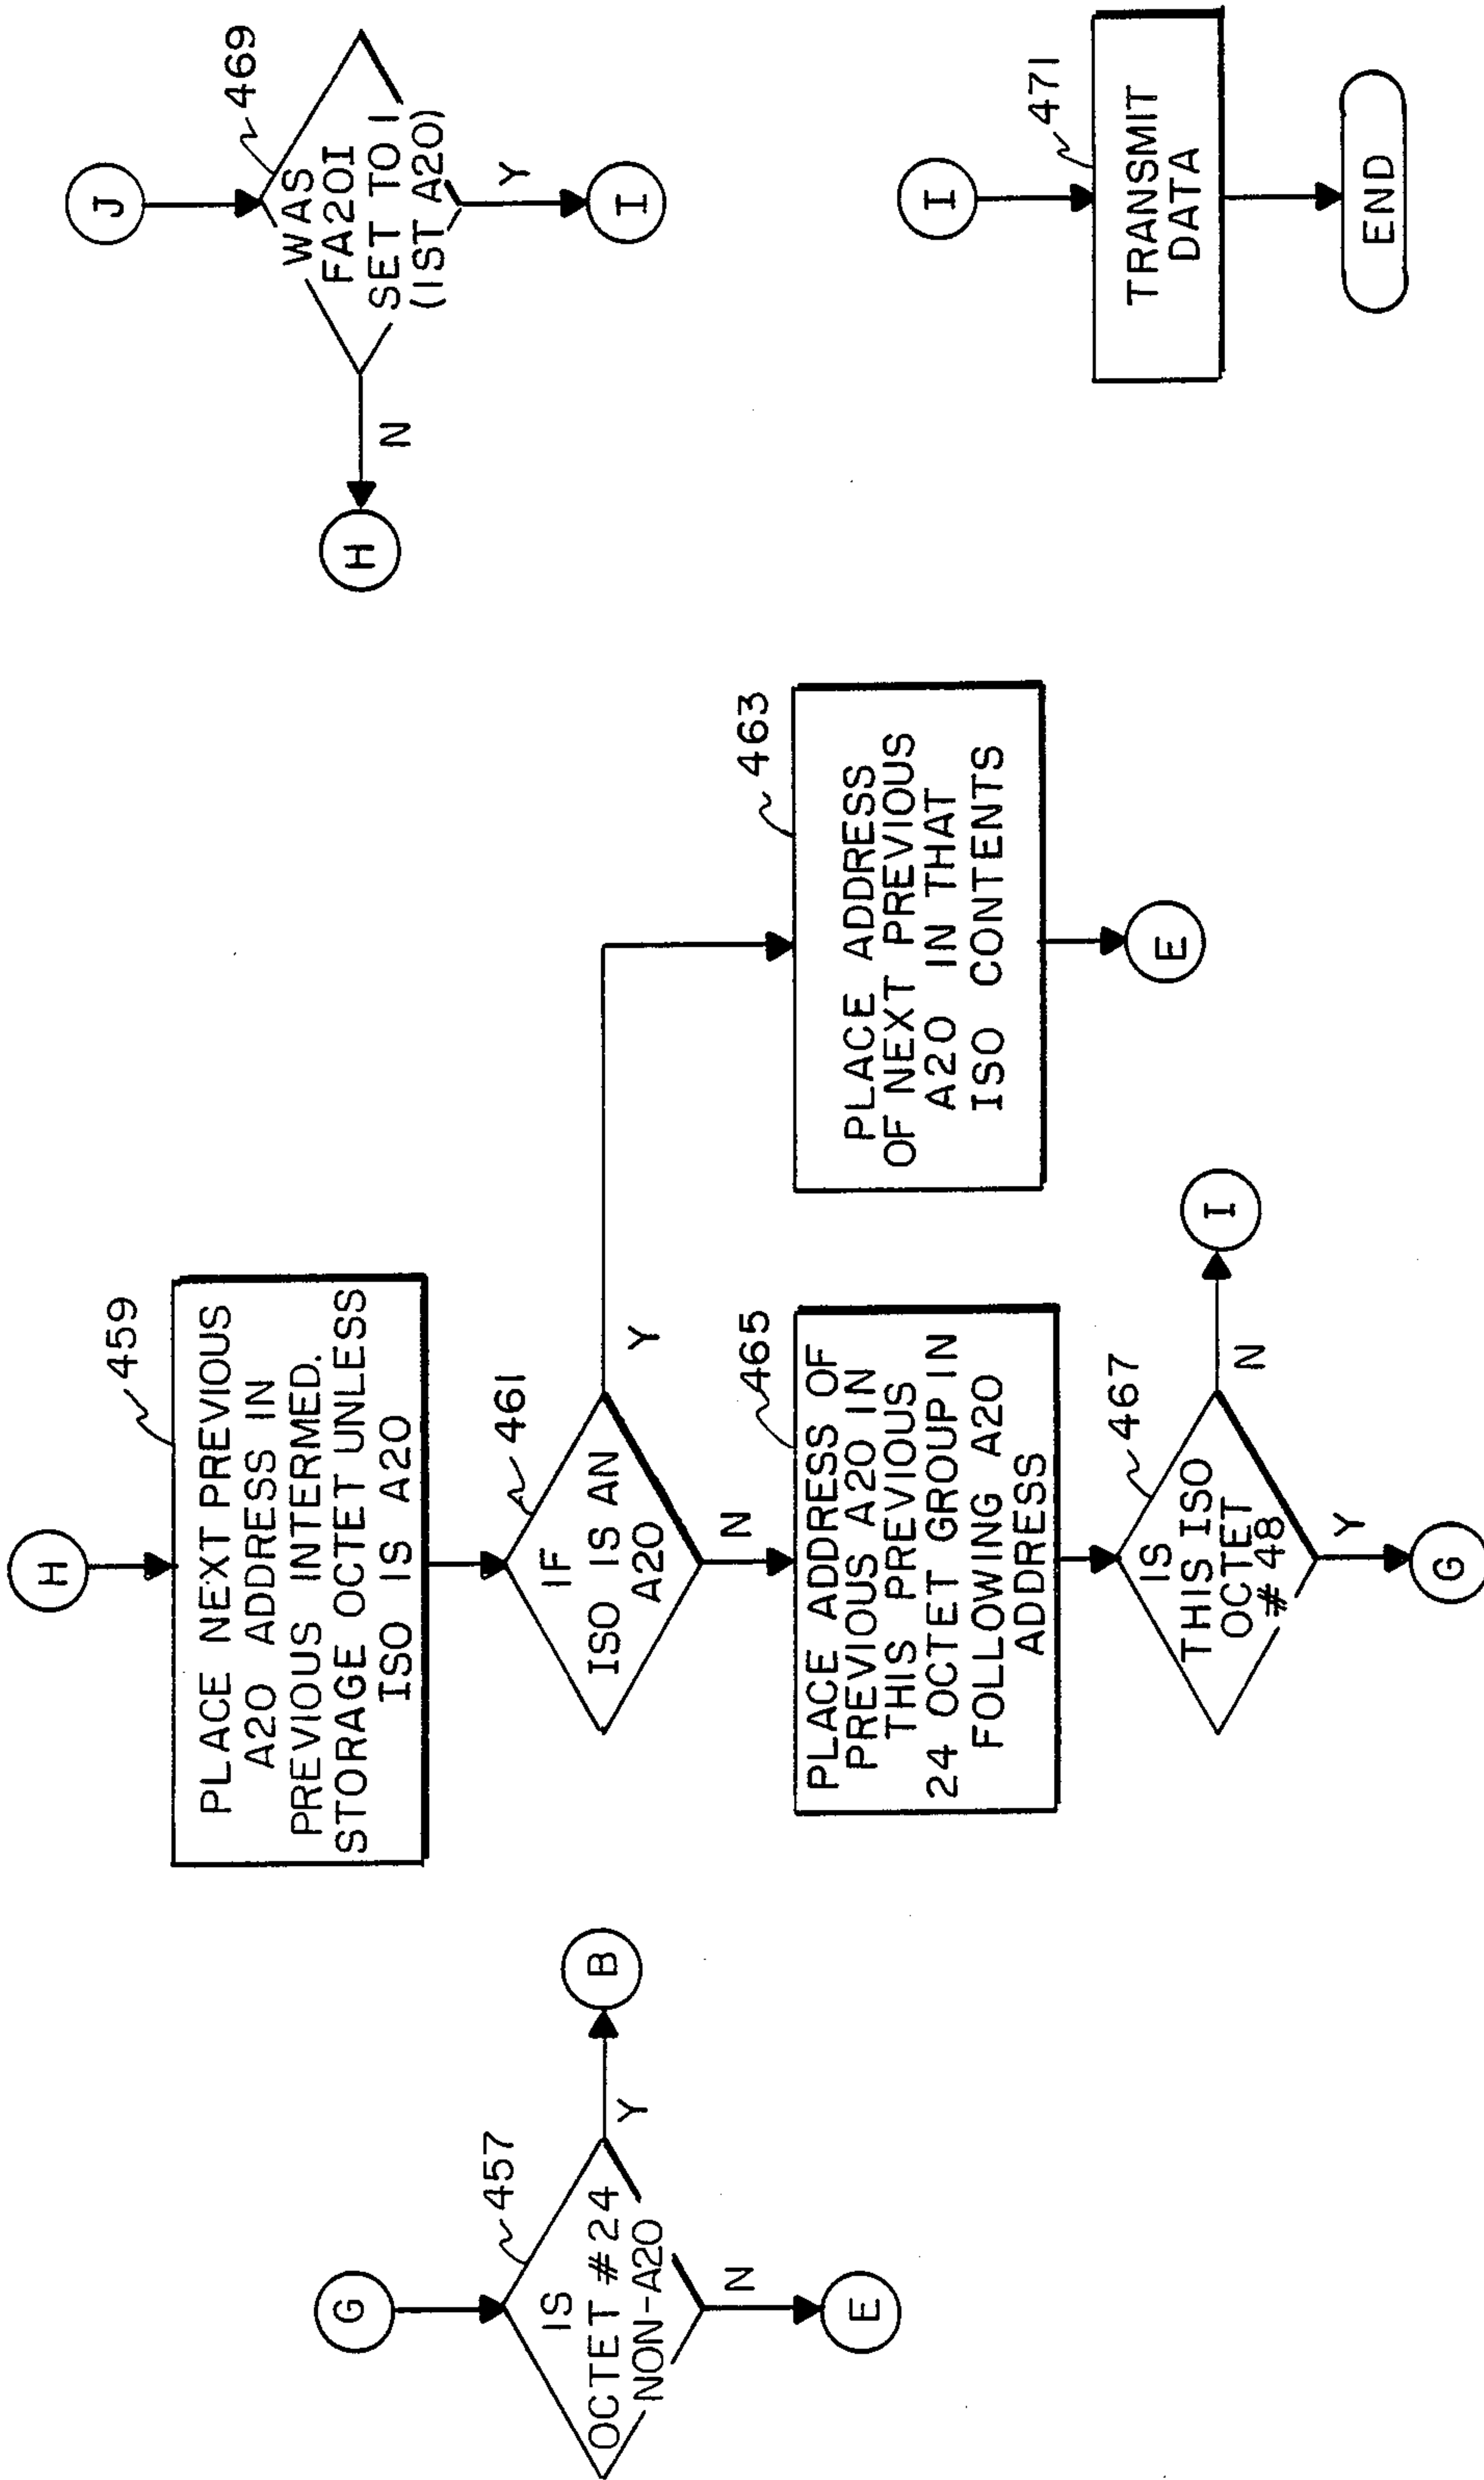 G
457
IS
OCTET #24
NON-A20
Y
B
N
E
H
459
PLACE NEXT PREVIOUS
A20 ADDRESS IN
PREVIOUS INTERMED.
STORAGE OCTET UNLESS
ISO IS A20
461
IF
ISO IS AN
A20
Y
N
463
PLACE ADDRESS
OF NEXT PREVIOUS
A20 IN THAT
ISO CONTENTS
E
465
PLACE ADDRESS OF
PREVIOUS A20 IN
THIS PREVIOUS
24 OCTET GROUP IN
FOLLOWING A20
ADDRESS
467
IS
THIS ISO
OCTET
#48
N
I
Y
G
J
469
WAS
FA20I
SET TO 1
(1ST A20)
N
H
Y
I
I
471
TRANSMIT
DATA
END